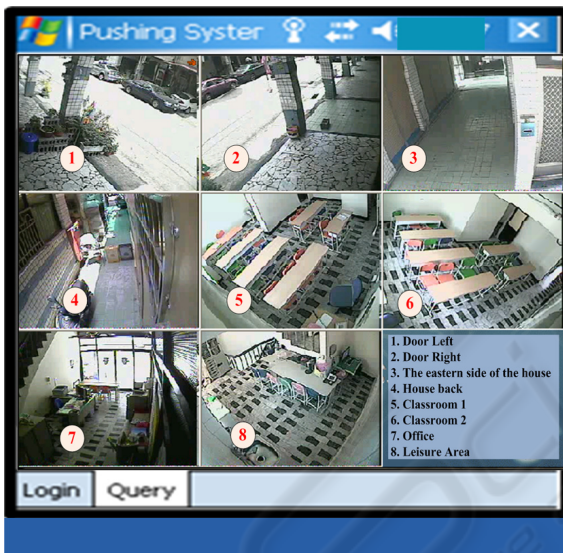 Pushing Syster
1
2
3
4
5
6
7
8
1. Door Left
2. Door Right
3. The eastern side of the house
4. House back
5. Classroom 1
6. Classroom 2
7. Office
8. Leisure Area
Login Query